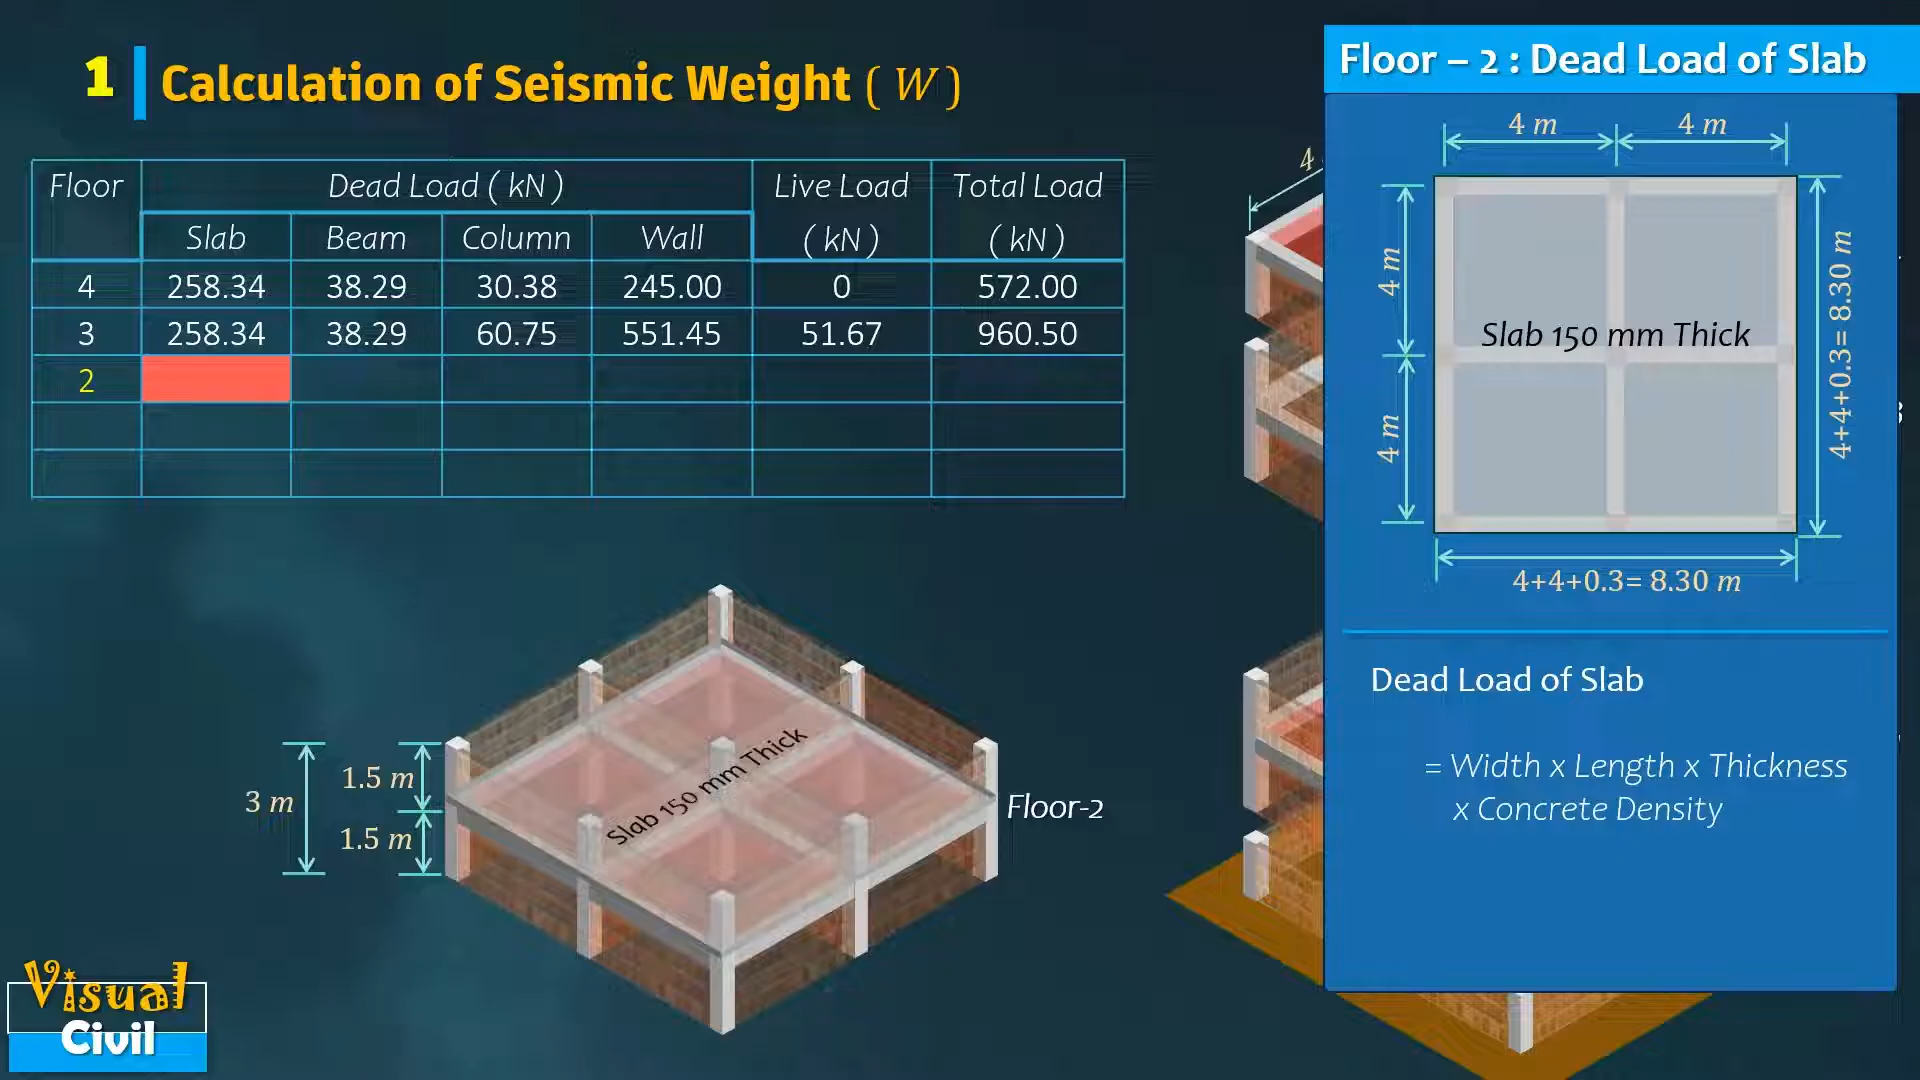 1 Calculation of Seismic Weight ( W )
Floor Dead Load ( kN ) Live Load ( kN ) Total Load ( kN )
Slab Beam Column Wall
4 258.34 38.29 30.38 245.00 0 572.00
3 258.34 38.29 60.75 551.45 51.67 960.50
2
3 m
1.5 m
1.5 m
Slab 150 mm Thick
Floor-2
Visual
Civil
4
Floor – 2 : Dead Load of Slab
4 m 4 m
4 m
4 m
Slab 150 mm Thick
4+4+0.3= 8.30 m
4+4+0.3= 8.30 m
Dead Load of Slab
= Width x Length x Thickness
x Concrete Density